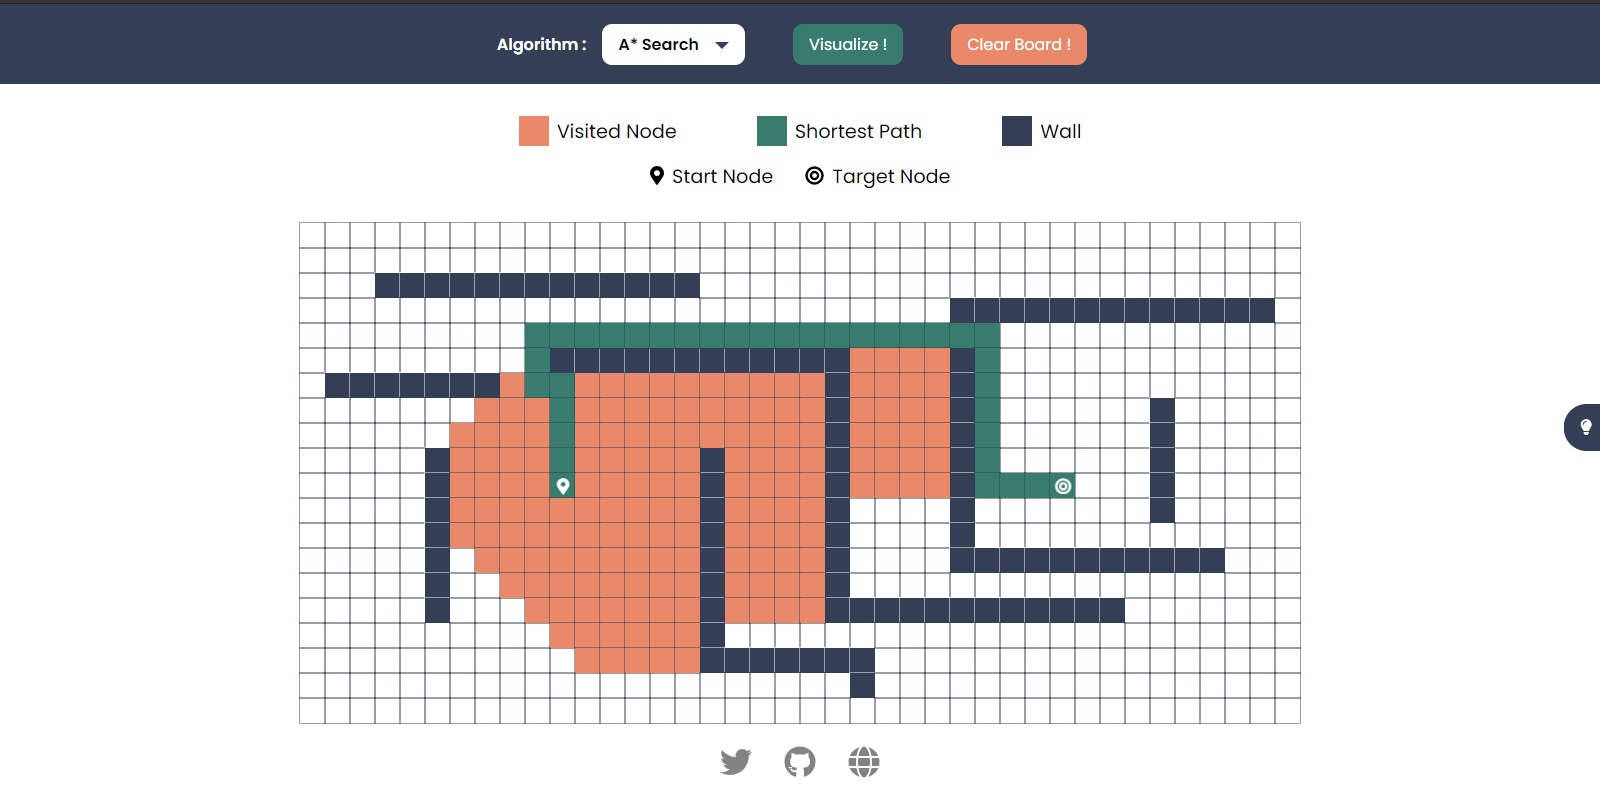 Algorithm : A* Search Visualize ! Clear Board !
Visited Node Shortest Path Wall
Start Node Target Node